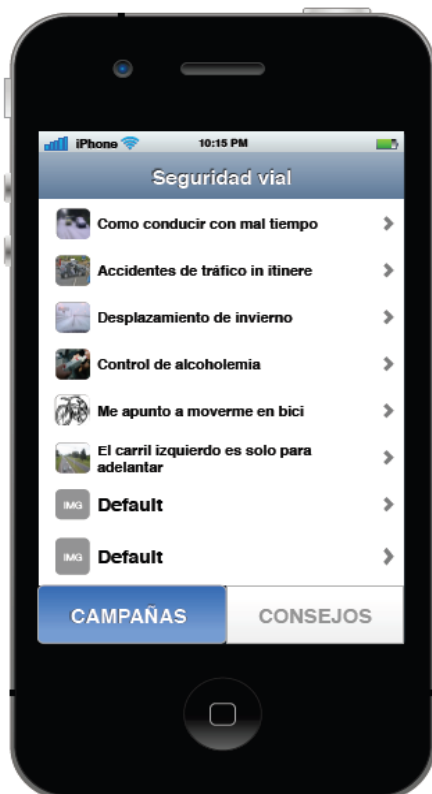 iPhone 10:15 PM
Seguridad vial
Como conducir con mal tiempo
Accidentes de tráfico in itinere
Desplazamiento de invierno
Control de alcoholemia
Me apunto a moverme en bici
El carril izquierdo es solo para
adelantar
IMG Default
IMG Default
CAMPAÑAS CONSEJOS